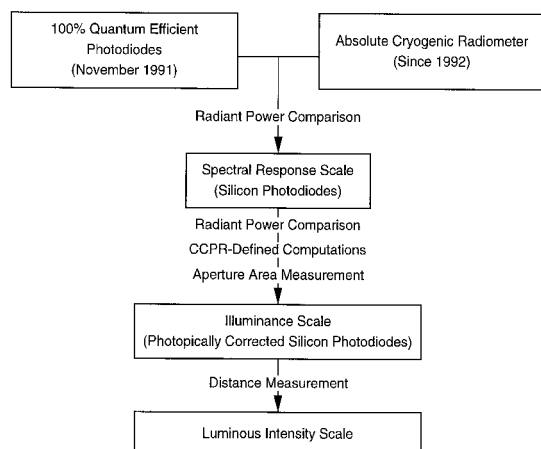 100% Quantum Efficient
Photodiodes
(November 1991)
Absolute Cryogenic Radiometer
(Since 1992)
Radiant Power Comparison
Spectral Response Scale
(Silicon Photodiodes)
Radiant Power Comparison
CCPR-Defined Computations
Aperture Area Measurement
Illuminance Scale
(Photopically Corrected Silicon Photodiodes)
Distance Measurement
Luminous Intensity Scale